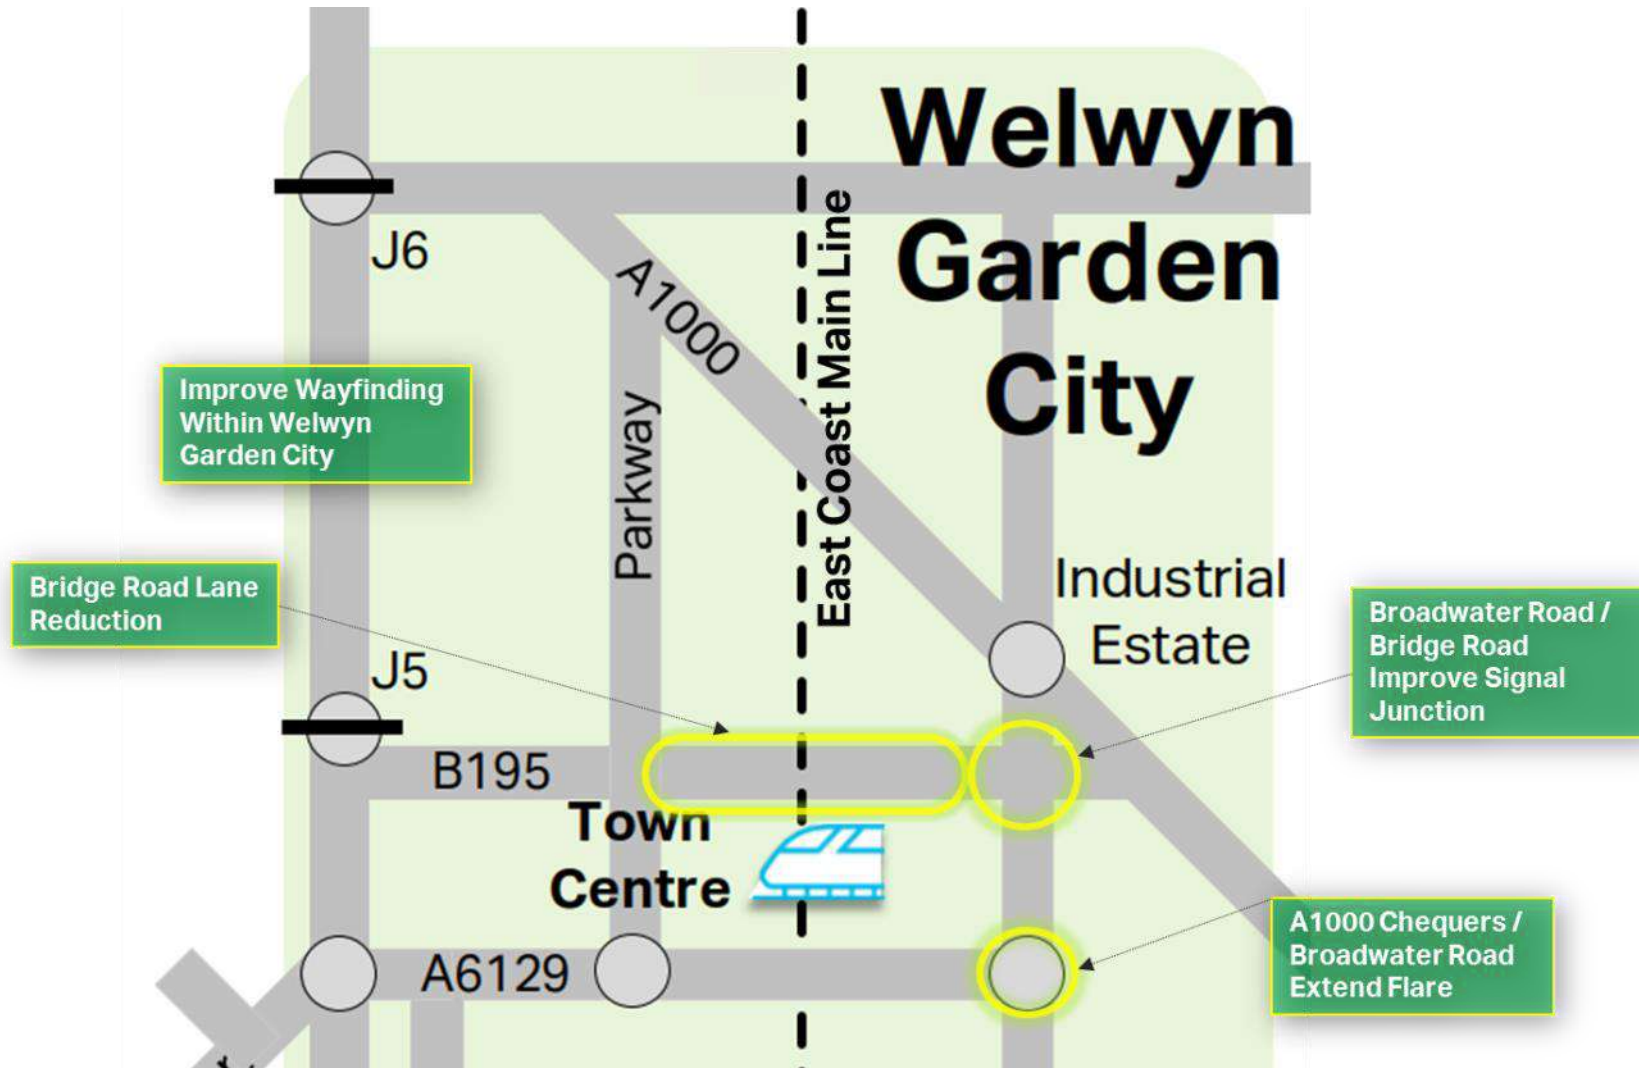 Welwyn
Garden
City
J6
A1000
East Coast Main Line
Improve Wayfinding
Within Welwyn
Garden City
Parkway
Industrial
Estate
Bridge Road Lane
Reduction
Broadwater Road /
Bridge Road
Improve Signal
Junction
J5
B195
Town
Centre
A6129
A1000 Chequers /
Broadwater Road
Extend Flare